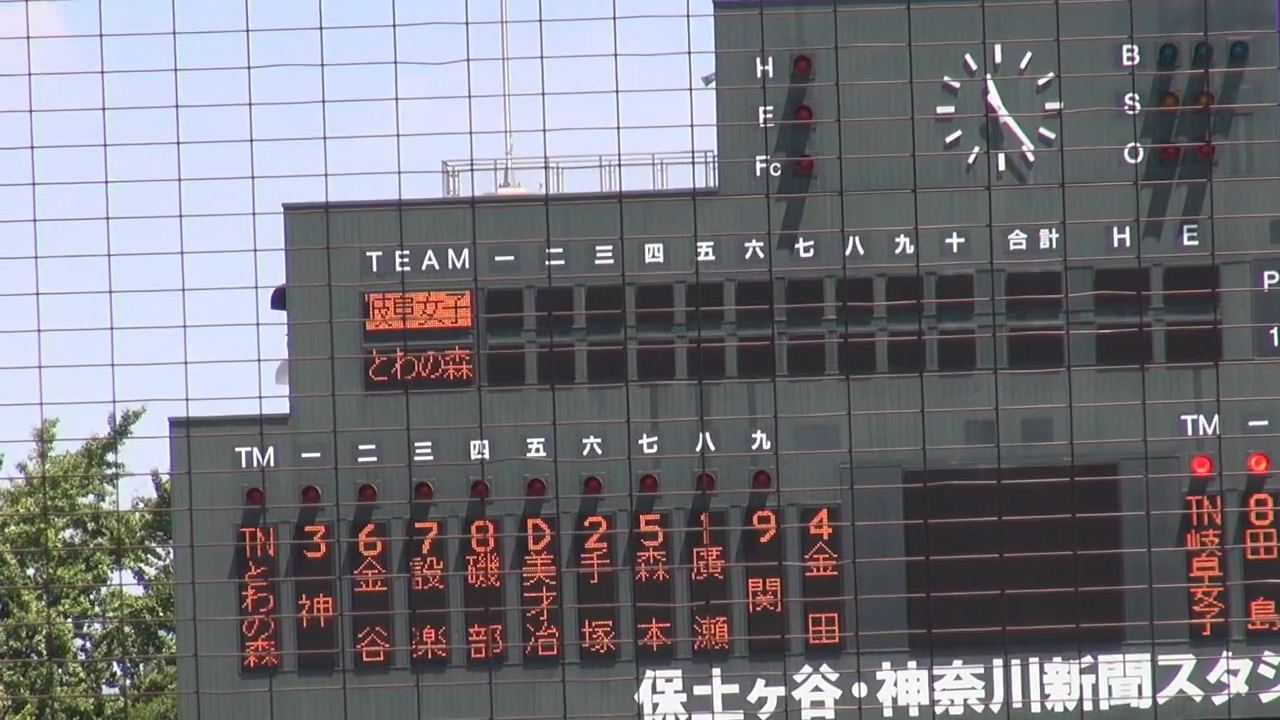 H
E
Fc
B
S
O
TEAM 一 二 三 四 五 六 七 八 九 十 合計 H E
岐阜女子
とわの森
P
1
TM 一 二 三 四 五 六 七 八 九
TN とわの森
3 神
6 金谷
7 設楽
8 磯部
D 美才治
2 手塚
5 森本
1 廣瀬
9 関
4 金田
TM 一
TN 岐阜女子
8 田島
保土ヶ谷・神奈川新聞スタジ